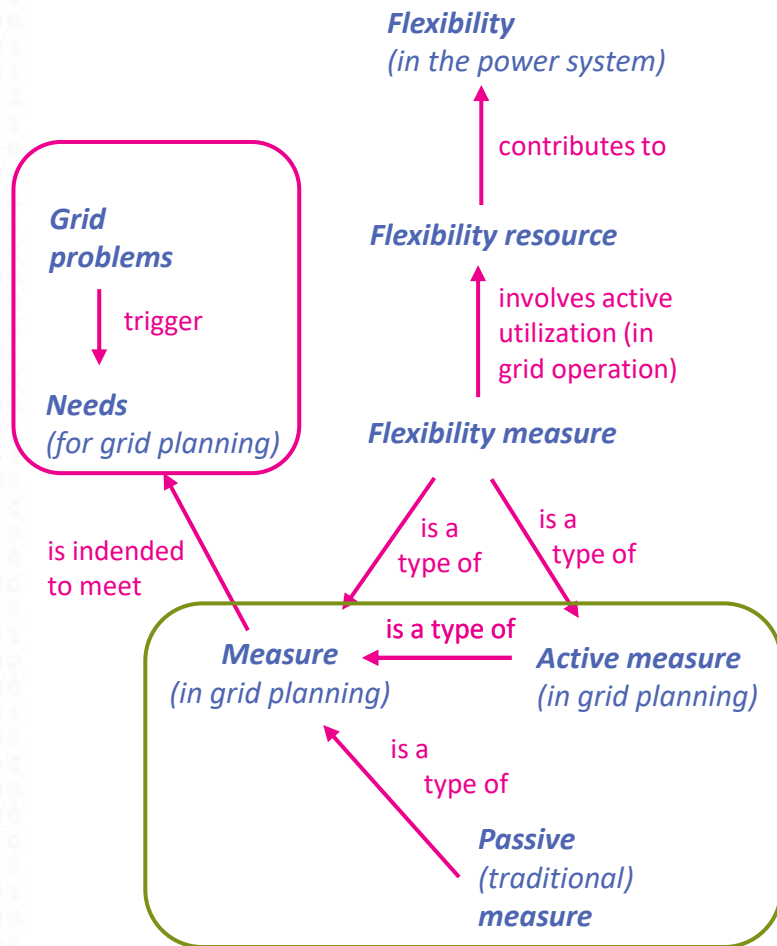 Flexibility
(in the power system)
contributes to
Grid
problems
Flexibility resource
trigger
involves active
utilization (in
grid operation)
Needs
(for grid planning)
Flexibility measure
is indended
to meet
is a
type of
is a
type of
is a type of
Measure
(in grid planning)
Active measure
(in grid planning)
is a
type of
Passive
(traditional)
measure